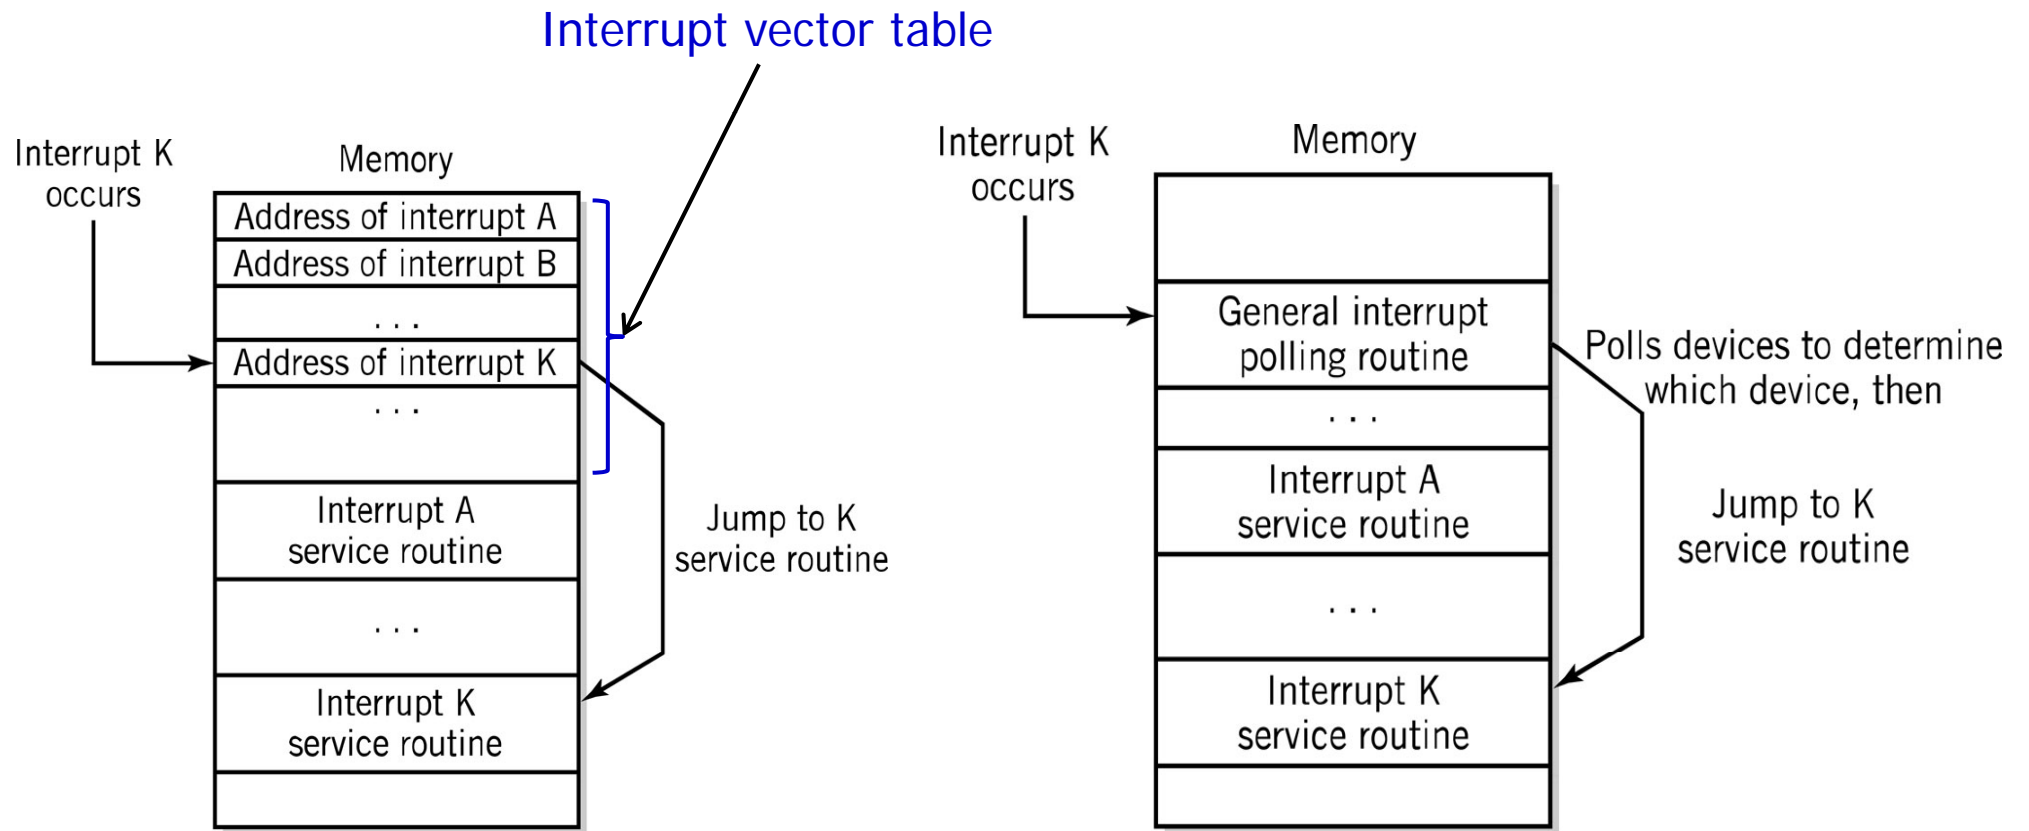 Interrupt vector table
Interrupt K
occurs
Memory
Address of interrupt A
Address of interrupt B
. . .
Address of interrupt K
. . .
Interrupt A
service routine
. . .
Interrupt K
service routine
Jump to K
service routine
Interrupt K
occurs
Memory
General interrupt
polling routine
. . .
Interrupt A
service routine
. . .
Interrupt K
service routine
Polls devices to determine
which device, then
Jump to K
service routine